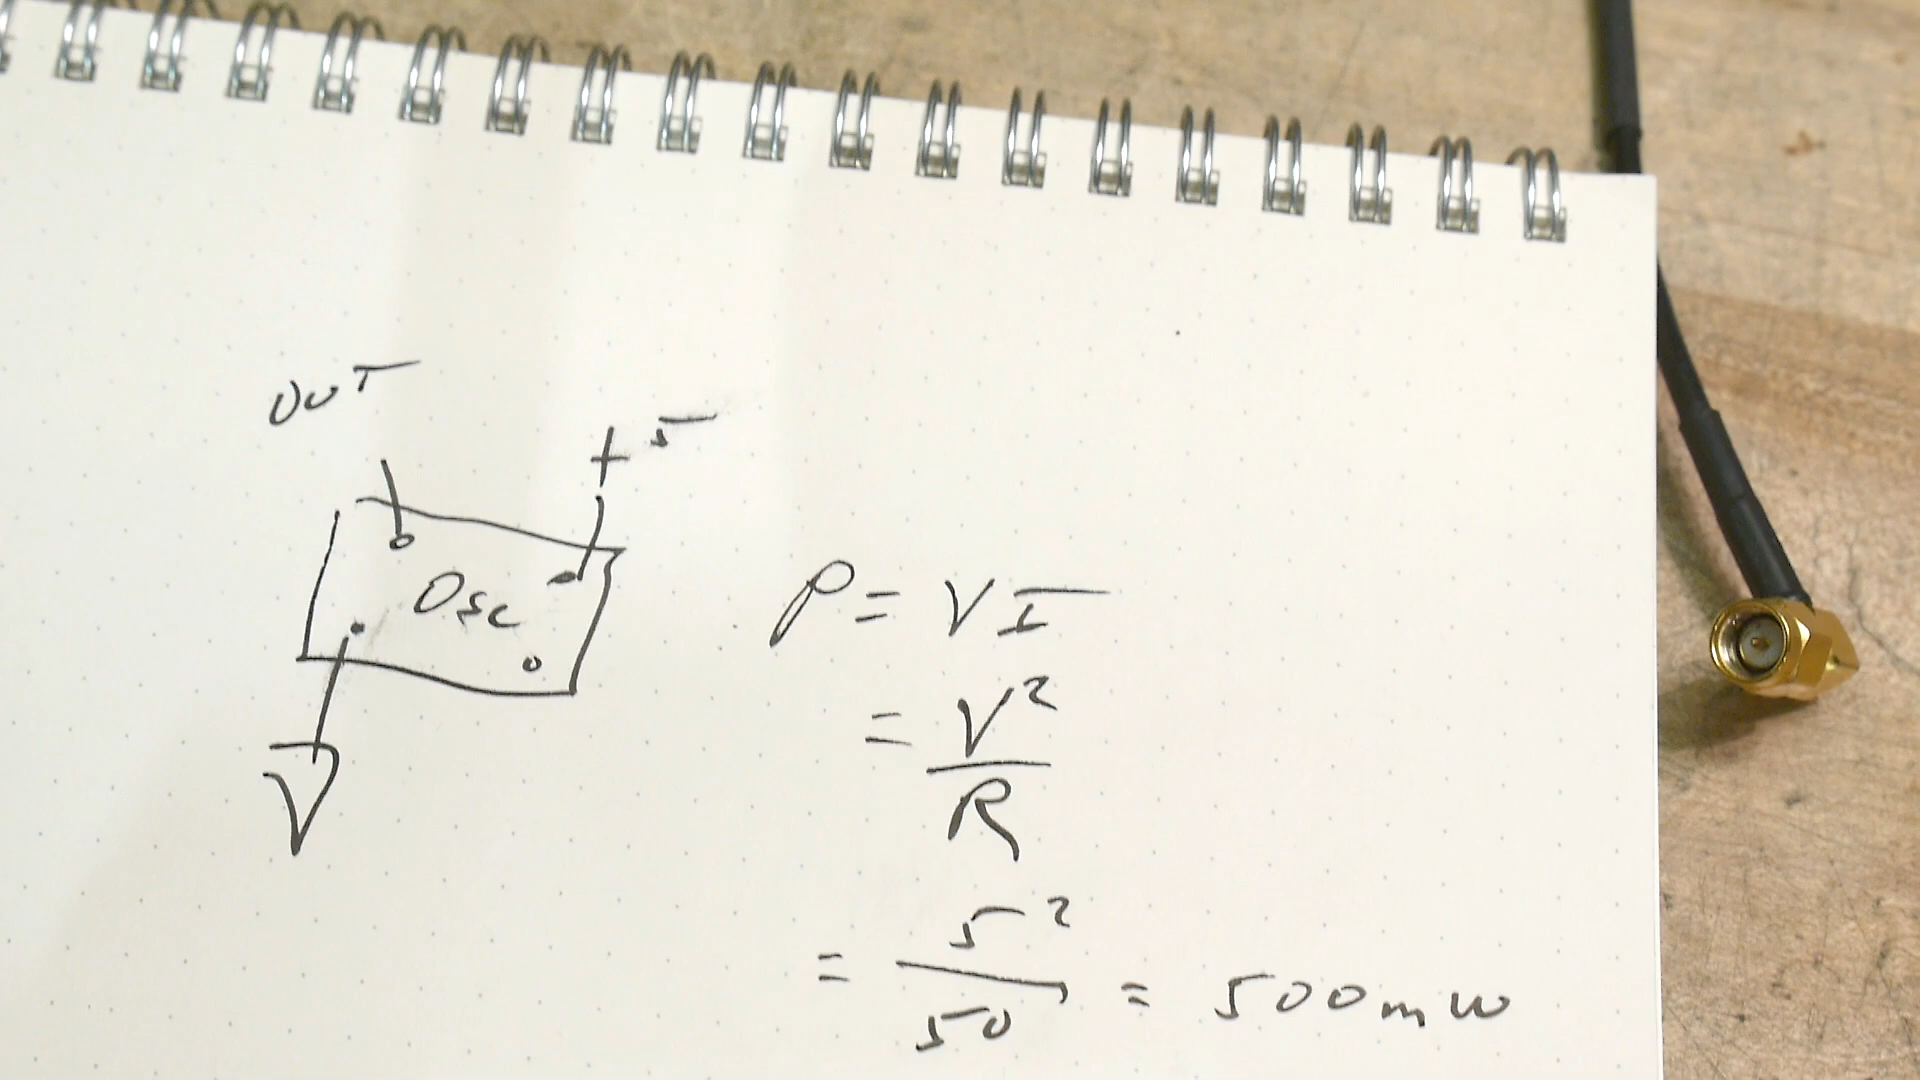 OUT
+5
Osc
P = VI
= V²/R
= 5²/50 = 500mW